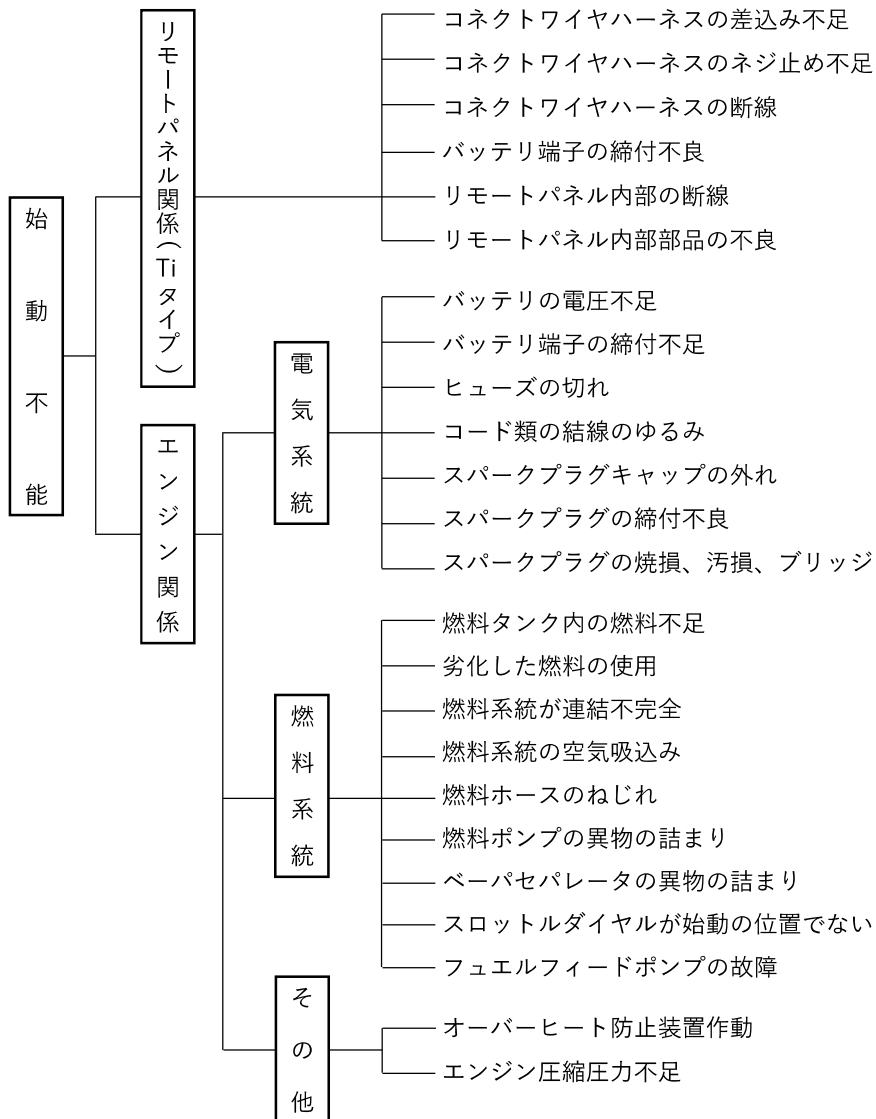 始動不能
リモートパネル関係(Tiタイプ)
コネクトワイヤハーネスの差込み不足
コネクトワイヤハーネスのネジ止め不足
コネクトワイヤハーネスの断線
バッテリ端子の締付不良
リモートパネル内部の断線
リモートパネル内部部品の不良
エンジン関係
電気系統
バッテリの電圧不足
バッテリ端子の締付不足
ヒューズの切れ
コード類の結線のゆるみ
スパークプラグキャップの外れ
スパークプラグの締付不良
スパークプラグの焼損、汚損、ブリッジ
燃料系統
燃料タンク内の燃料不足
劣化した燃料の使用
燃料系統が連結不完全
燃料系統の空気吸込み
燃料ホースのねじれ
燃料ポンプの異物の詰まり
ベーパセパレータの異物の詰まり
スロットルダイヤルが始動の位置でない
フュエルフィードポンプの故障
その他
オーバーヒート防止装置作動
エンジン圧縮圧力不足